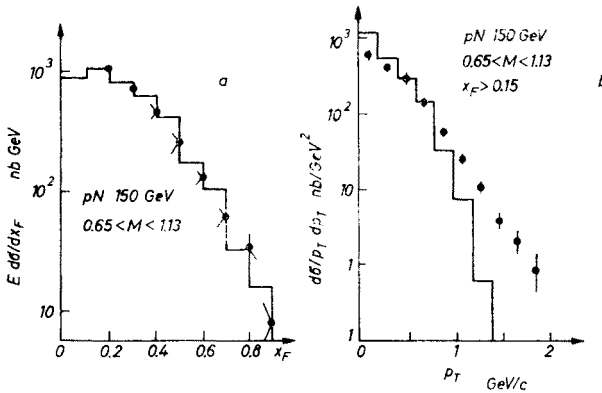 10³
10²
10
E dσ/dx_F nb GeV
a
pN 150 GeV
0.65<M<1.13
0 0.2 0.4 0.6 0.8 x_F
10³
10²
10
1
1
dσ/p_T dp_T nb/GeV²
pN 150 GeV
0.65<M<1.13
x_F>0.15
b
0 1 2
p_T GeV/c